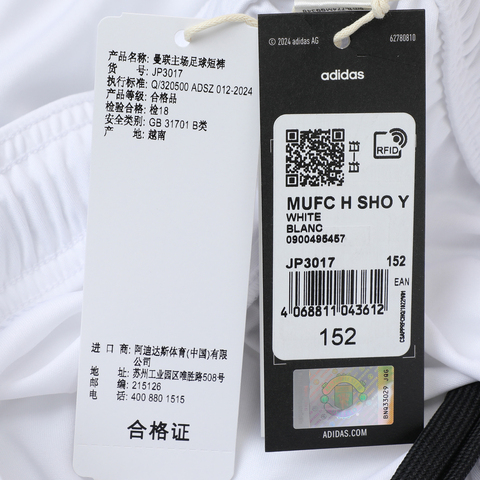 产品名称: 曼联主场足球短裤
货 号: JP3017
执行标准: Q/320500 ADSZ 012-2024
产品等级: 合格品
检验合格: 检18
安全类别: GB 31701 B类
产 地: 越南
进 口 商: 阿迪达斯体育(中国)有限
公司
地 址: 苏州工业园区唯胜路508号
邮 编: 215126
电 话: 400 880 1515
合格证
© 2024 adidas AG
62780810
adidas
RFID
MUFC H SHO Y
WHITE
BLANC
0900495457
JP3017 152
EAN
4 068811 043612
152
ADIDAS.COM